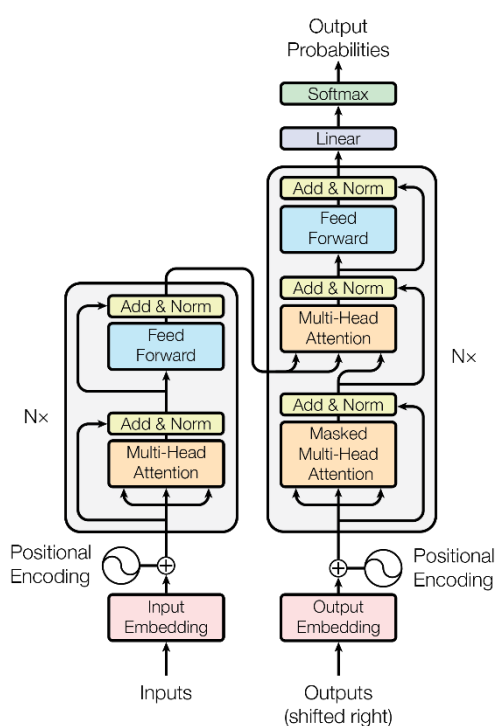 Output
Probabilities
Softmax
Linear
Add & Norm
Feed
Forward
Add & Norm
Multi-Head
Attention
Add & Norm
Masked
Multi-Head
Attention
N×
Add & Norm
Feed
Forward
Add & Norm
Multi-Head
Attention
N×
Positional
Encoding
Positional
Encoding
Input
Embedding
Output
Embedding
Inputs
Outputs
(shifted right)